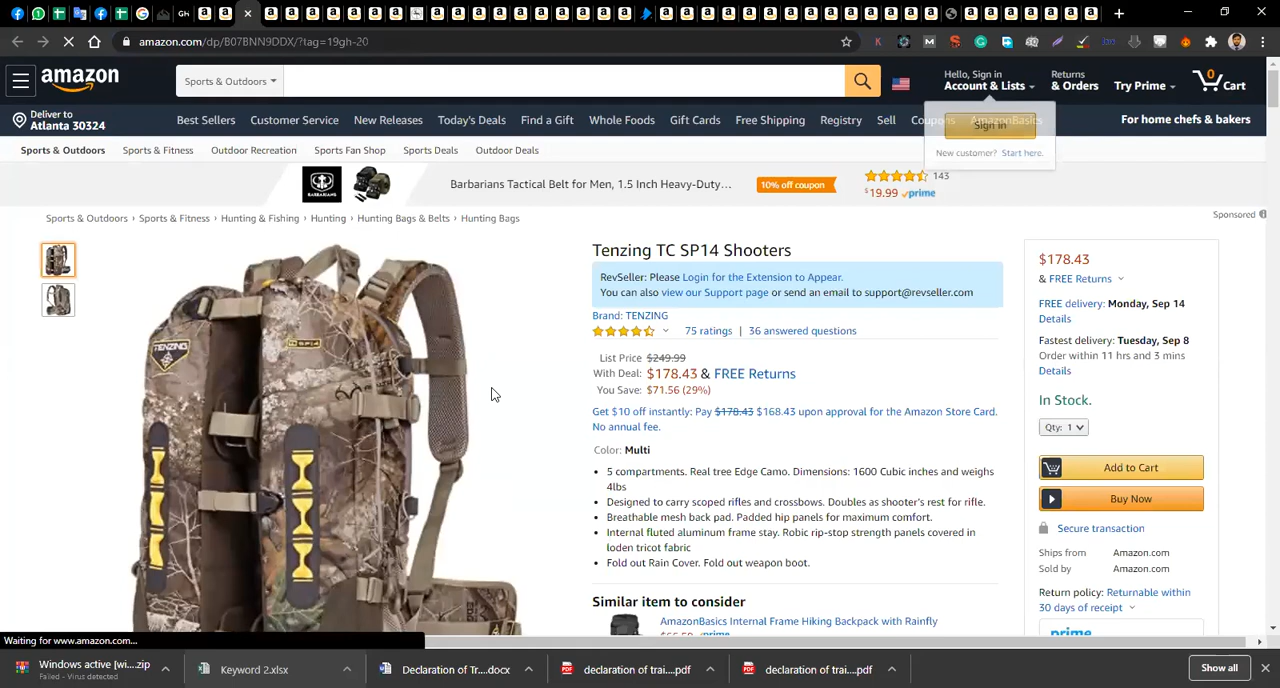 GH
amazon.com/dp/B07BNN9DDX/?tag=19gh-20
amazon
Sports & Outdoors
Hello, Sign in
Account & Lists
Returns
& Orders
Try Prime
0
Cart
Deliver to
Atlanta 30324
Best Sellers
Customer Service
New Releases
Today's Deals
Find a Gift
Whole Foods
Gift Cards
Free Shipping
Registry
Sell
Coupons
AmazonBasics
For home chefs & bakers
Sign in
New customer? Start here.
Sports & Outdoors
Sports & Fitness
Outdoor Recreation
Sports Fan Shop
Sports Deals
Outdoor Deals
BARBARIANS
Barbarians Tactical Belt for Men, 1.5 Inch Heavy-Duty...
10% off coupon
143
$19.99 prime
Sponsored
Sports & Outdoors › Sports & Fitness › Hunting & Fishing › Hunting › Hunting Bags & Belts › Hunting Bags
TENZING
SP14
Tenzing TC SP14 Shooters
RevSeller: Please Login for the Extension to Appear.
You can also view our Support page or send an email to support@revseller.com
Brand: TENZING
75 ratings | 36 answered questions
List Price $249.99
With Deal: $178.43 & FREE Returns
You Save: $71.56 (29%)
Get $10 off instantly: Pay $178.43 $168.43 upon approval for the Amazon Store Card.
No annual fee.
Color: Multi
• 5 compartments. Real tree Edge Camo. Dimensions: 1600 Cubic inches and weighs
4lbs
• Designed to carry scoped rifles and crossbows. Doubles as shooter's rest for rifle.
• Breathable mesh back pad. Padded hip panels for maximum comfort.
• Internal fluted aluminum frame stay. Robic rip-stop strength panels covered in
loden tricot fabric
• Fold out Rain Cover. Fold out weapon boot.
Similar item to consider
AmazonBasics Internal Frame Hiking Backpack with Rainfly
prime
$178.43
& FREE Returns
FREE delivery: Monday, Sep 14
Details
Fastest delivery: Tuesday, Sep 8
Order within 11 hrs and 3 mins
Details
In Stock.
Qty: 1
Add to Cart
Buy Now
Secure transaction
Ships from Amazon.com
Sold by Amazon.com
Return policy: Returnable within
30 days of receipt
prime
Waiting for www.amazon.com...
Windows active [wi....zip
Failed - Virus detected
Keyword 2.xlsx
Declaration of Tr....docx
declaration of trai....pdf
declaration of trai....pdf
Show all